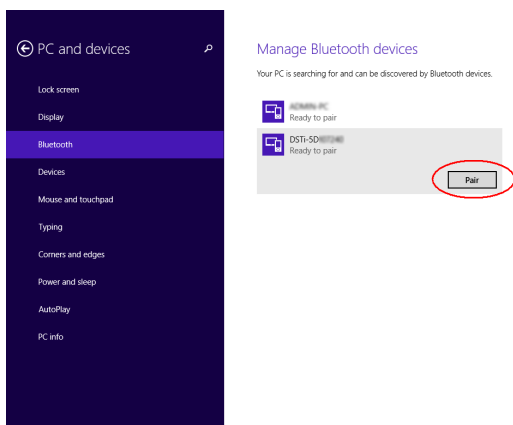 PC and devices
Lock screen
Display
Bluetooth
Devices
Mouse and touchpad
Typing
Corners and edges
Power and sleep
AutoPlay
PC info
Manage Bluetooth devices
Your PC is searching for and can be discovered by Bluetooth devices.
Ready to pair
DSTi-5D
Ready to pair
Pair